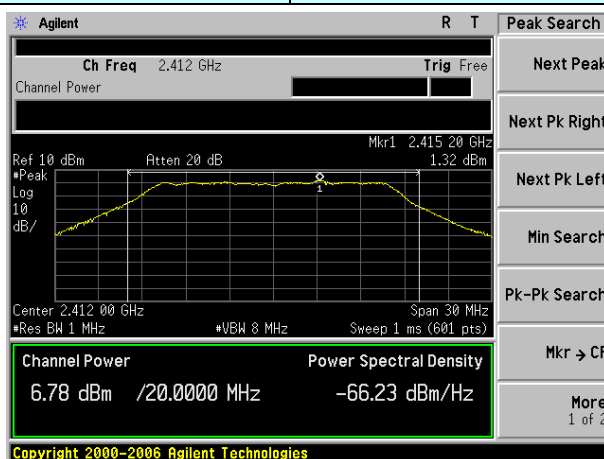 Agilent R T Peak Search
Ch Freq 2.412 GHz Trig Free
Channel Power
Mkr1 2.415 20 GHz
Ref 10 dBm Atten 20 dB 1.32 dBm
#Peak
Log
10
dB/
1
Center 2.412 00 GHz Span 30 MHz
#Res BW 1 MHz #VBW 8 MHz Sweep 1 ms (601 pts)
Channel Power Power Spectral Density
6.78 dBm /20.0000 MHz -66.23 dBm/Hz
Copyright 2000-2006 Agilent Technologies
Next Peak
Next Pk Right
Next Pk Left
Min Search
Pk-Pk Search
Mkr → CF
More
1 of 2